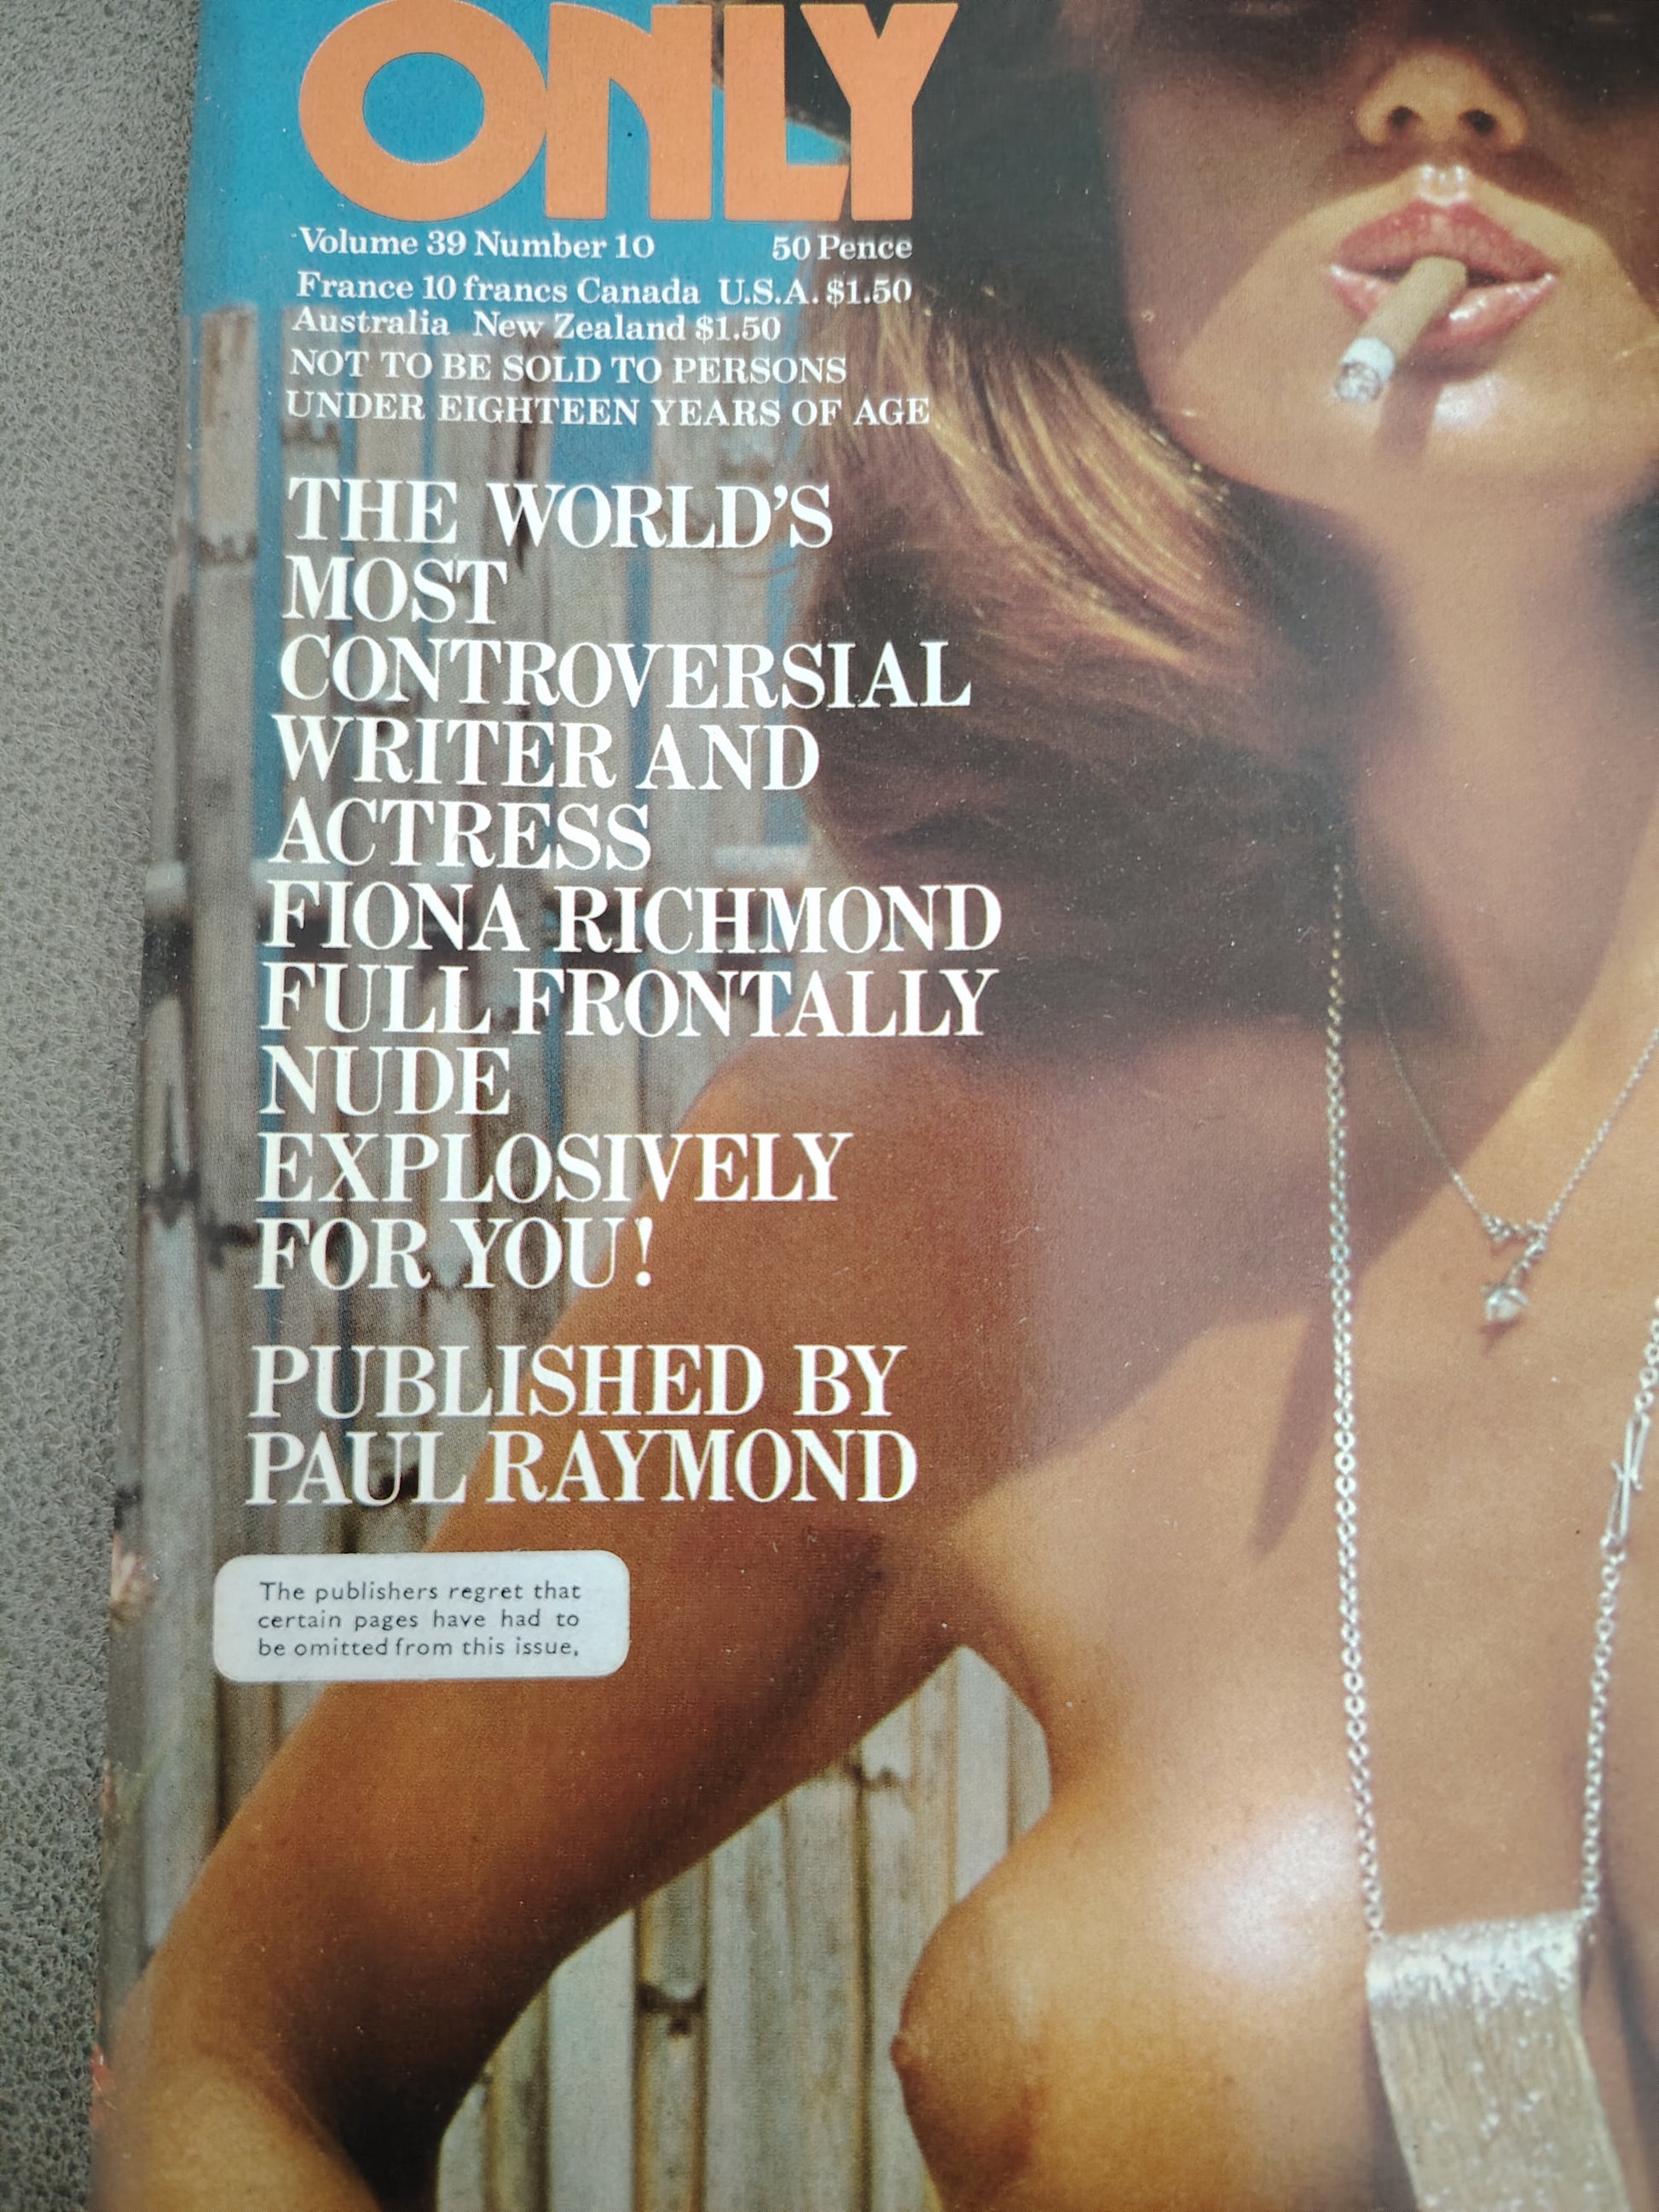 ONLY
Volume 39 Number 10 50 Pence
France 10 francs Canada U.S.A. $1.50
Australia New Zealand $1.50
NOT TO BE SOLD TO PERSONS
UNDER EIGHTEEN YEARS OF AGE
THE WORLD'S
MOST
CONTROVERSIAL
WRITER AND
ACTRESS
FIONA RICHMOND
FULL FRONTALLY
NUDE
EXPLOSIVELY
FOR YOU!
PUBLISHED BY
PAUL RAYMOND
The publishers regret that
certain pages have had to
be omitted from this issue,